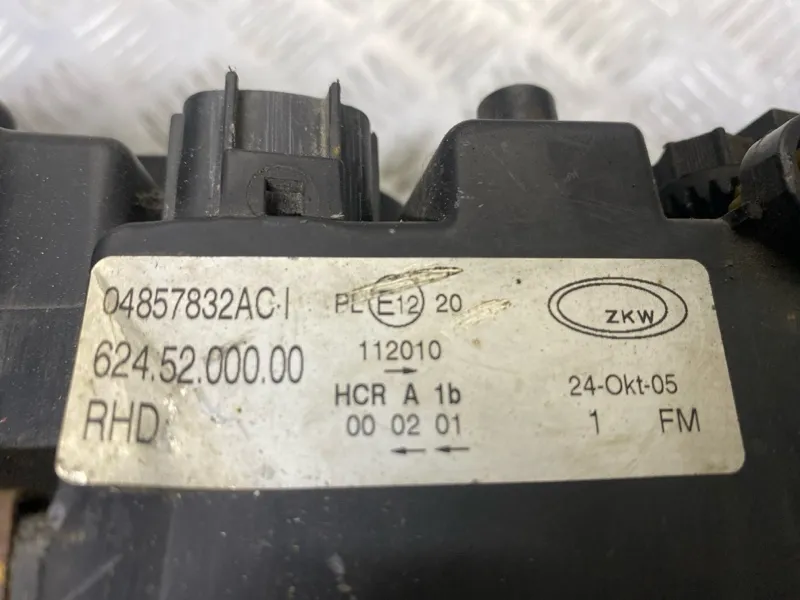 04857832AC·I
624.52.000.00
RHD
PL E12 20
112010
→
HCR A 1b
00 02 01
← ←
ZKW
24-Okt-05
1 FM